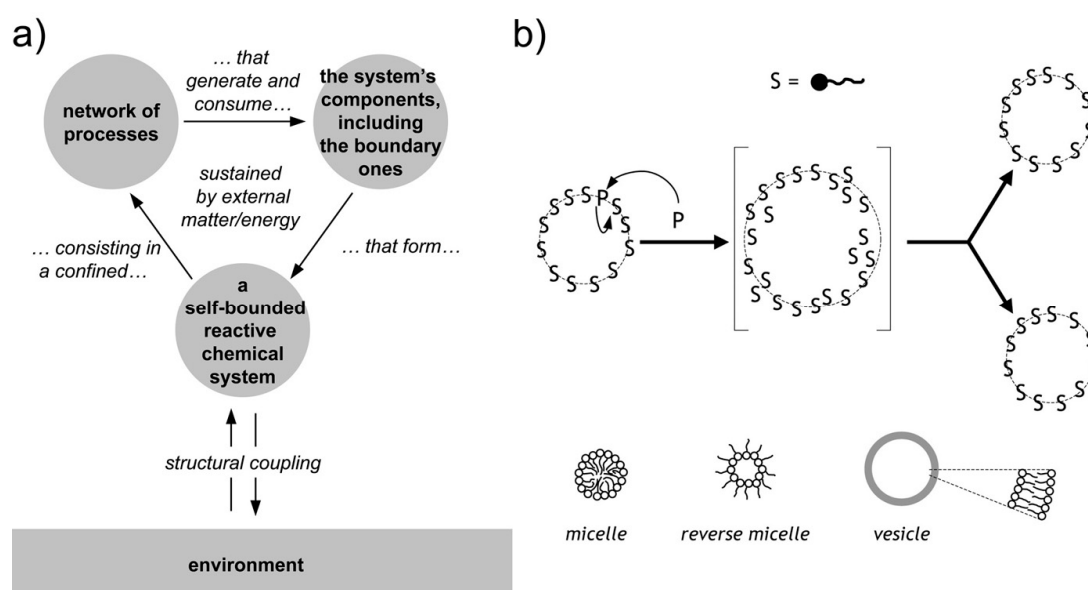 a)
… that
generate and
consume…
network of
processes
the system's
components,
including
the boundary
ones
sustained
by external
matter/energy
… consisting in
a confined…
… that form…
a
self-bounded
reactive
chemical
system
structural coupling
environment
b)
S =
S S S S P S S S S S S S S S S S
P
S S S S S S S S S S S S S S S S S S S S S S S S S S S S
S S S S S S S S S S S S S S
S S S S S S S S S S S S S S
micelle
reverse micelle
vesicle